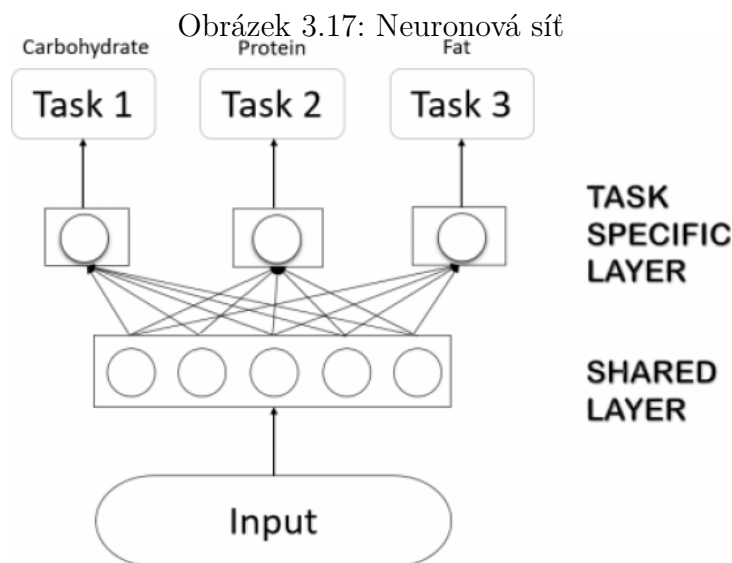 Obrázek 3.17: Neuronová síť
Carbohydrate Protein Fat
Task 1 Task 2 Task 3
TASK
SPECIFIC
LAYER
SHARED
LAYER
Input